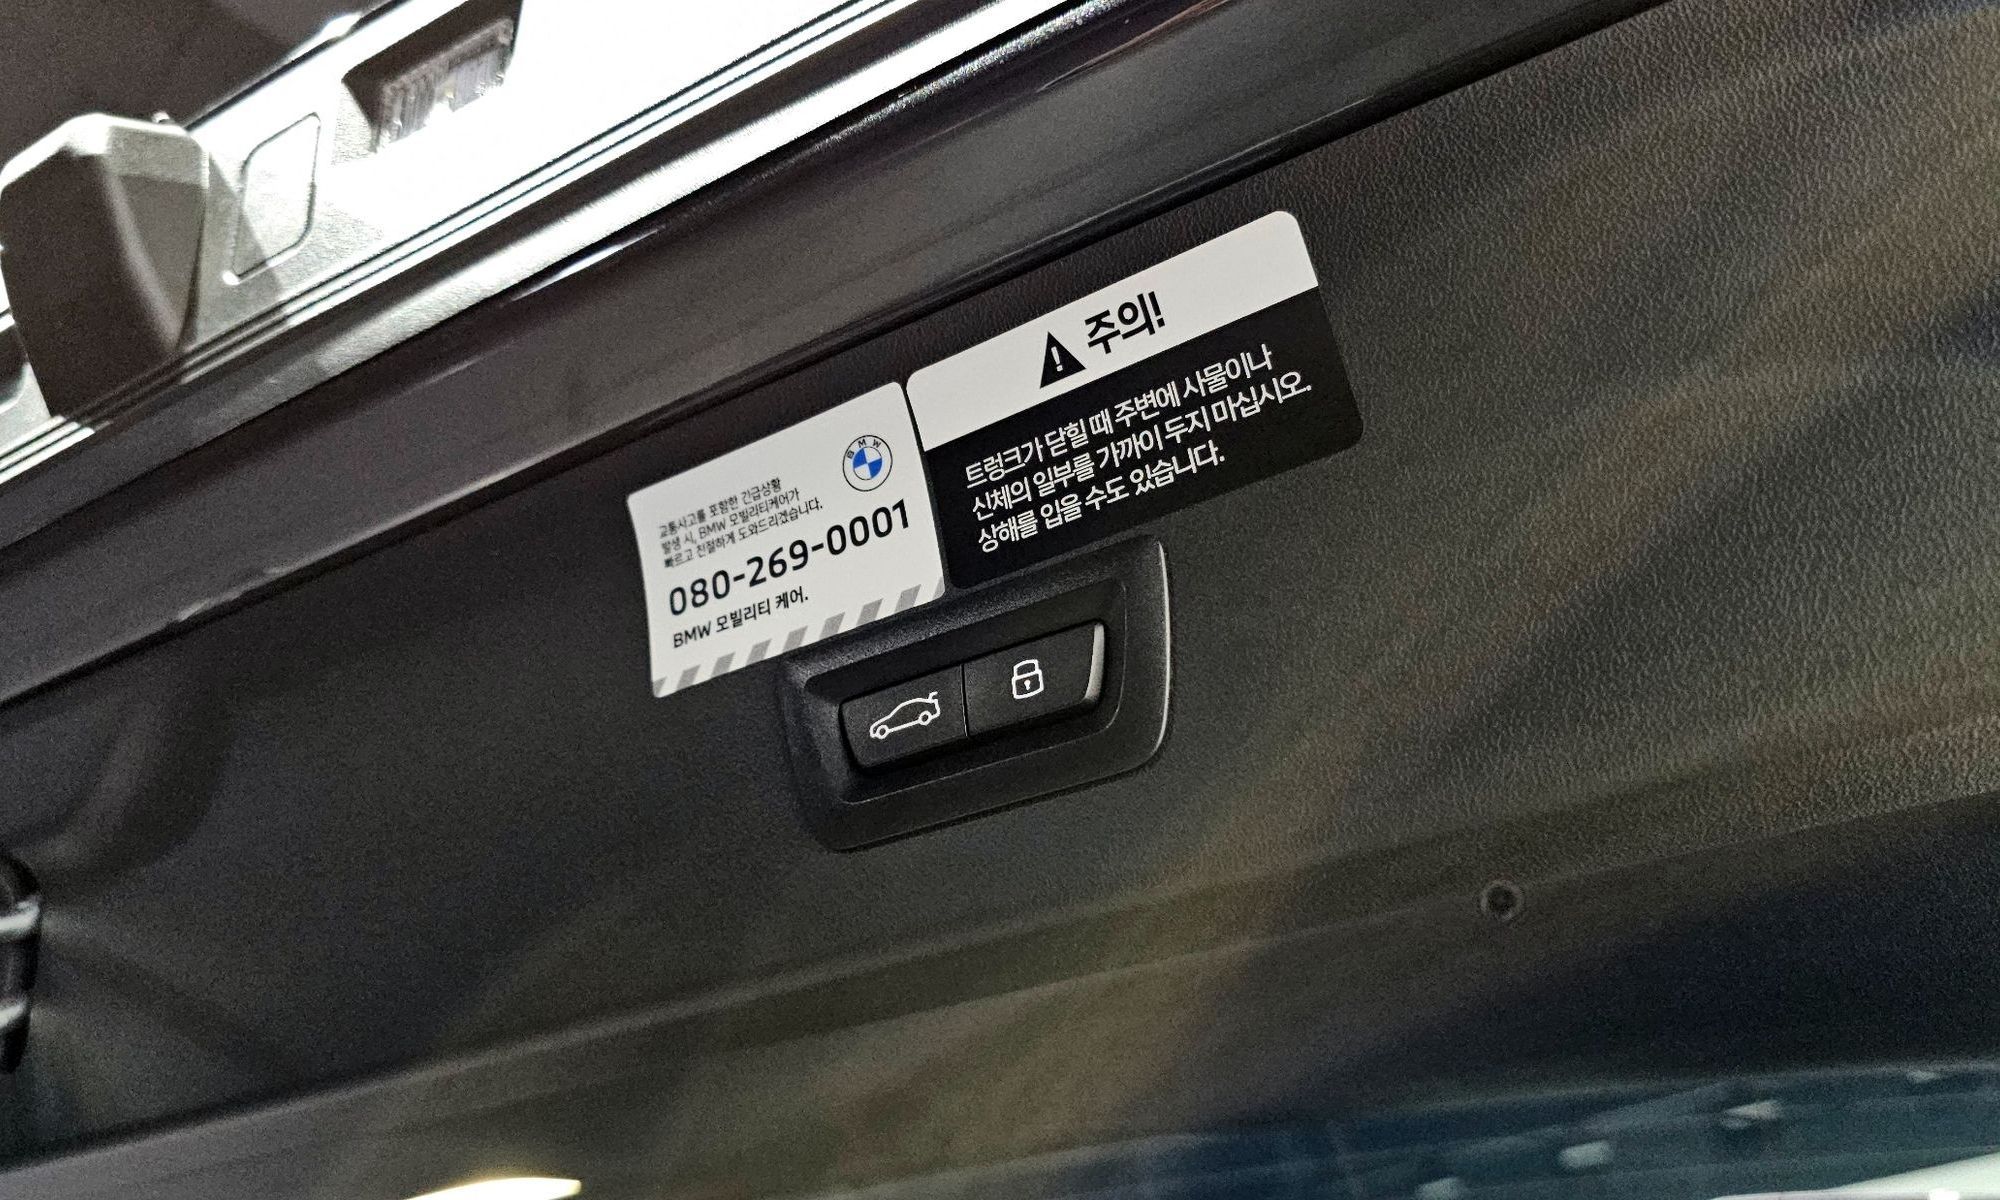 BMW
교통사고를 포함한 긴급상황
발생 시, BMW 모빌리티케어가
빠르고 친절하게 도와드리겠습니다.
080-269-0001
BMW 모빌리티 케어.
주의!
트렁크가 닫힐 때 주변에 사물이나
신체의 일부를 가까이 두지 마십시오.
상해를 입을 수도 있습니다.